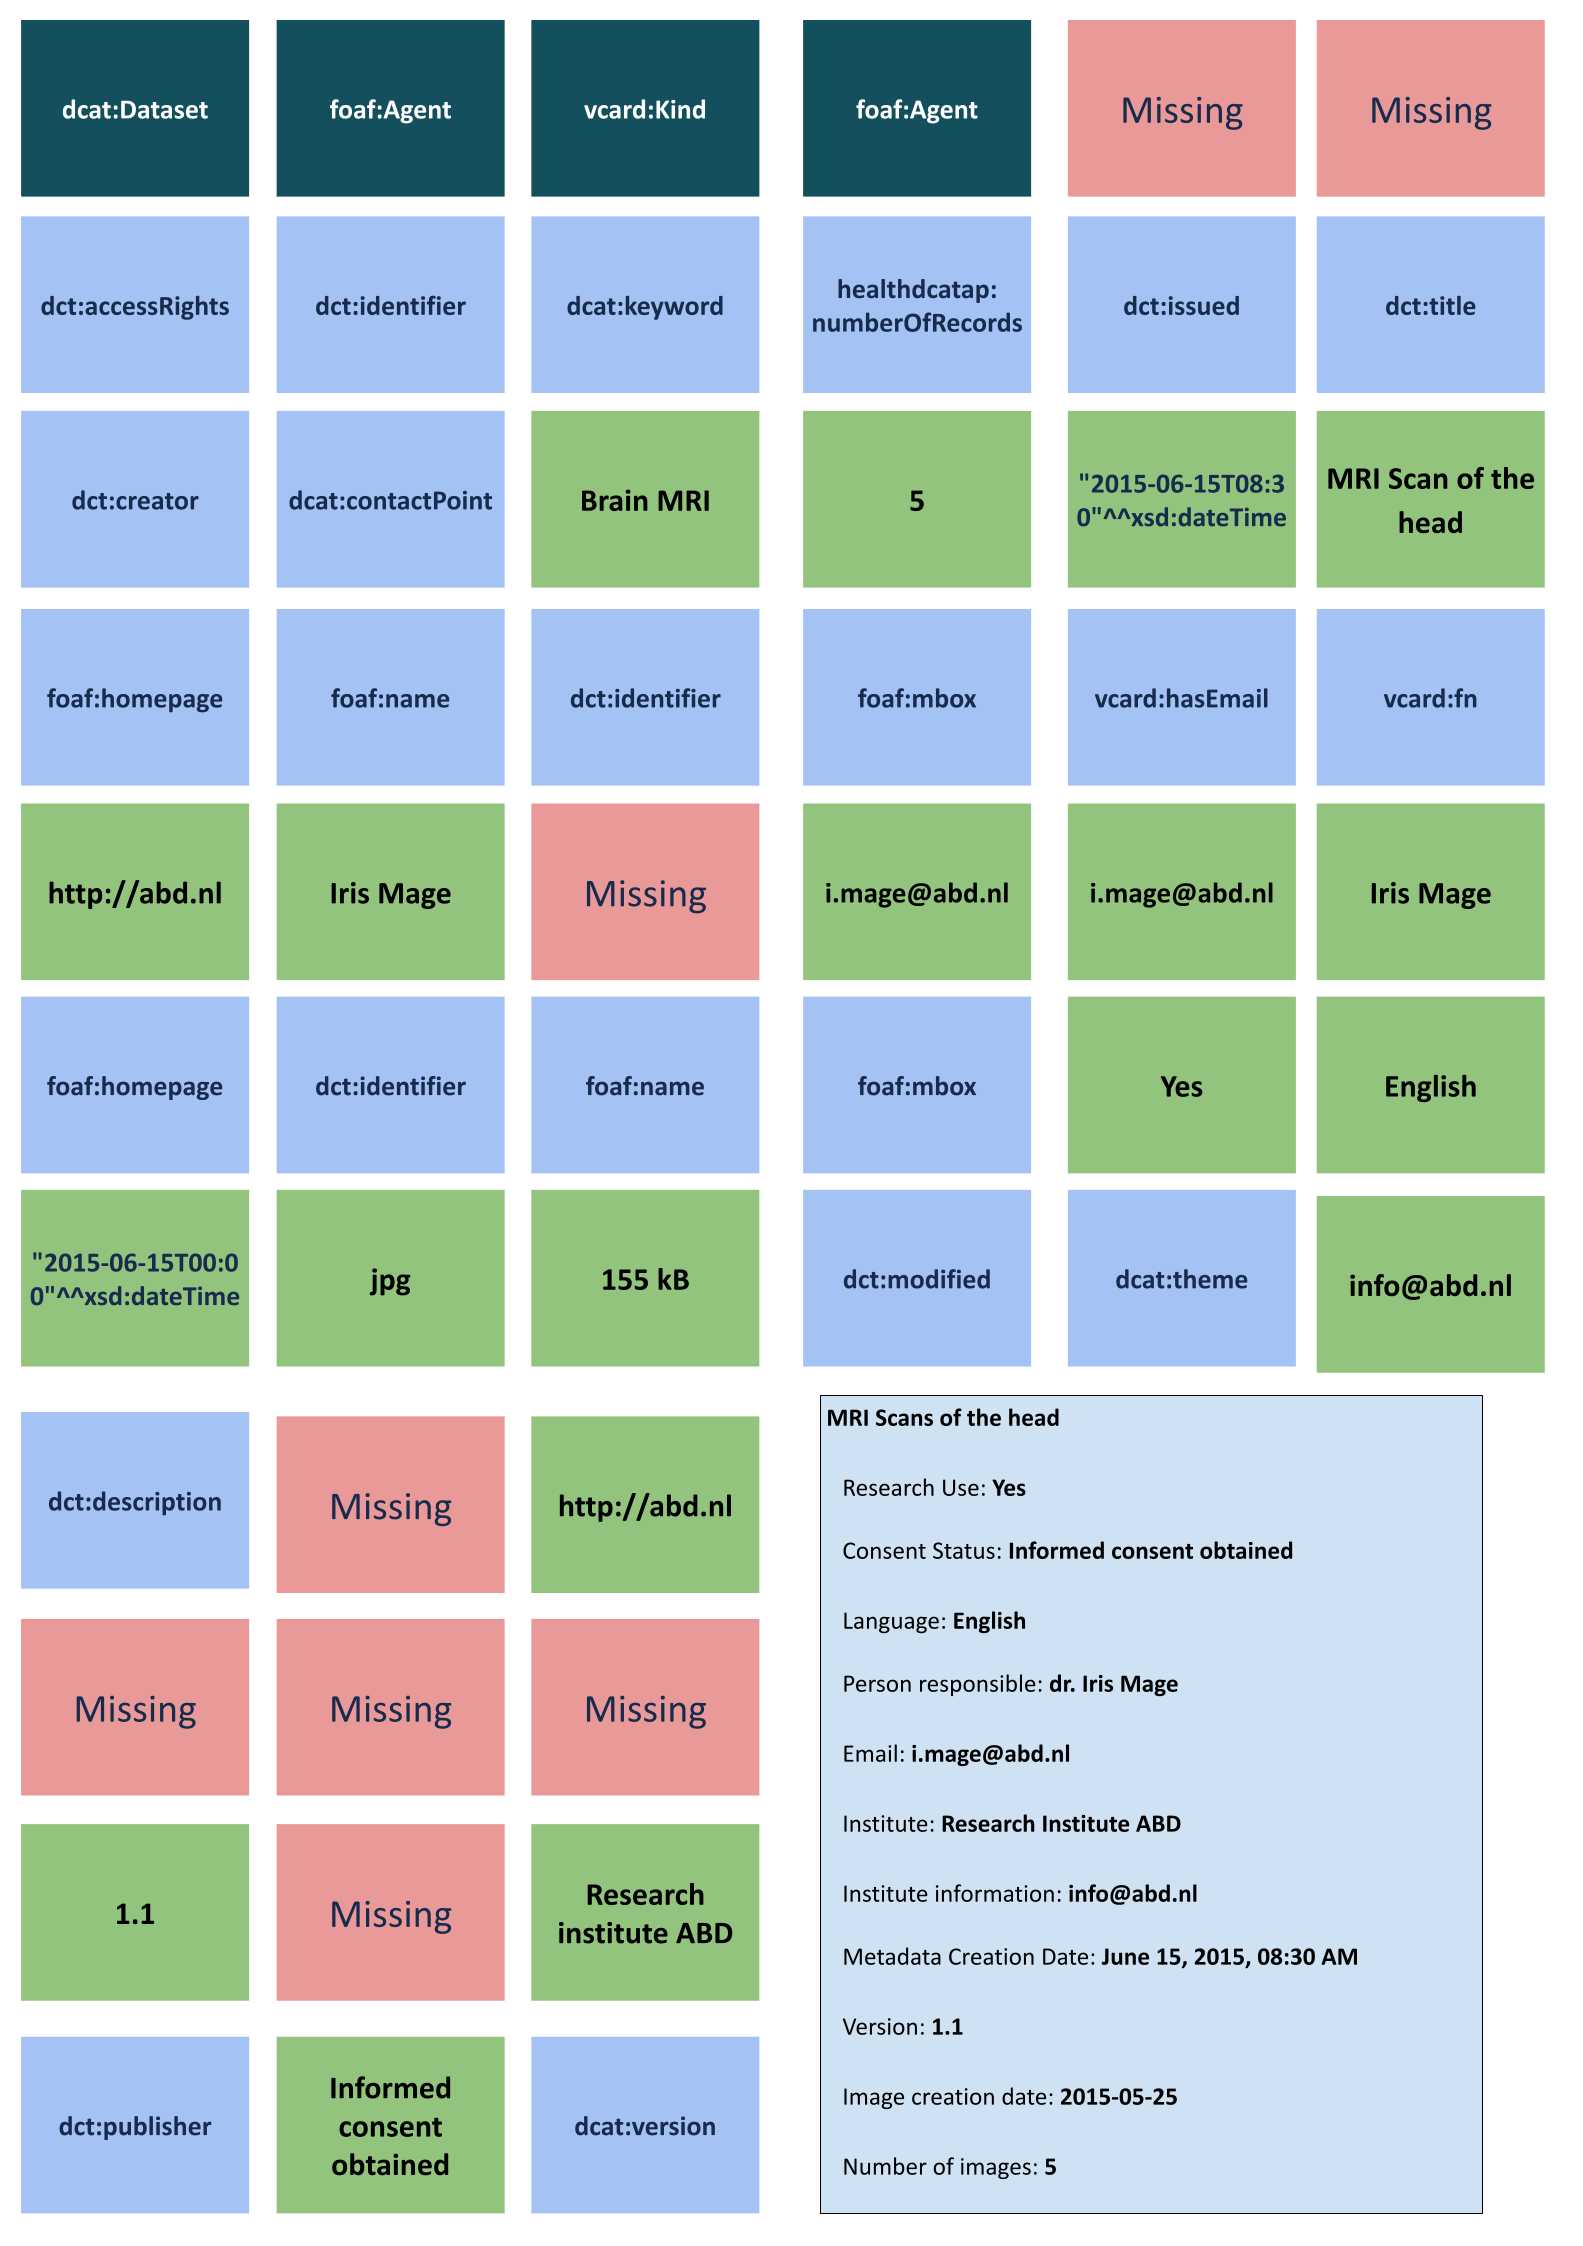 dcat:Dataset
foaf:Agent
vcard:Kind
foaf:Agent
Missing
Missing
dct:accessRights
dct:identifier
dcat:keyword
healthdcatap:
numberOfRecords
dct:issued
dct:title
dct:creator
dcat:contactPoint
Brain MRI
5
"2015-06-15T08:3
0"^^xsd:dateTime
MRI Scan of the
head
foaf:homepage
foaf:name
dct:identifier
foaf:mbox
vcard:hasEmail
vcard:fn
http://abd.nl
Iris Mage
Missing
i.mage@abd.nl
i.mage@abd.nl
Iris Mage
foaf:homepage
dct:identifier
foaf:name
foaf:mbox
Yes
English
"2015-06-15T00:0
0"^^xsd:dateTime
jpg
155 kB
dct:modified
dcat:theme
info@abd.nl
dct:description
Missing
http://abd.nl
Missing
Missing
Missing
1.1
Missing
Research
institute ABD
dct:publisher
Informed
consent
obtained
dcat:version
MRI Scans of the head
Research Use: Yes
Consent Status: Informed consent obtained
Language: English
Person responsible: dr. Iris Mage
Email: i.mage@abd.nl
Institute: Research Institute ABD
Institute information: info@abd.nl
Metadata Creation Date: June 15, 2015, 08:30 AM
Version: 1.1
Image creation date: 2015-05-25
Number of images: 5